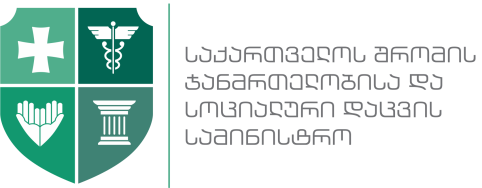 საქართველოს შრომის
ჯანმრთელობისა და
სოციალური დაცვის
სამინისტრო